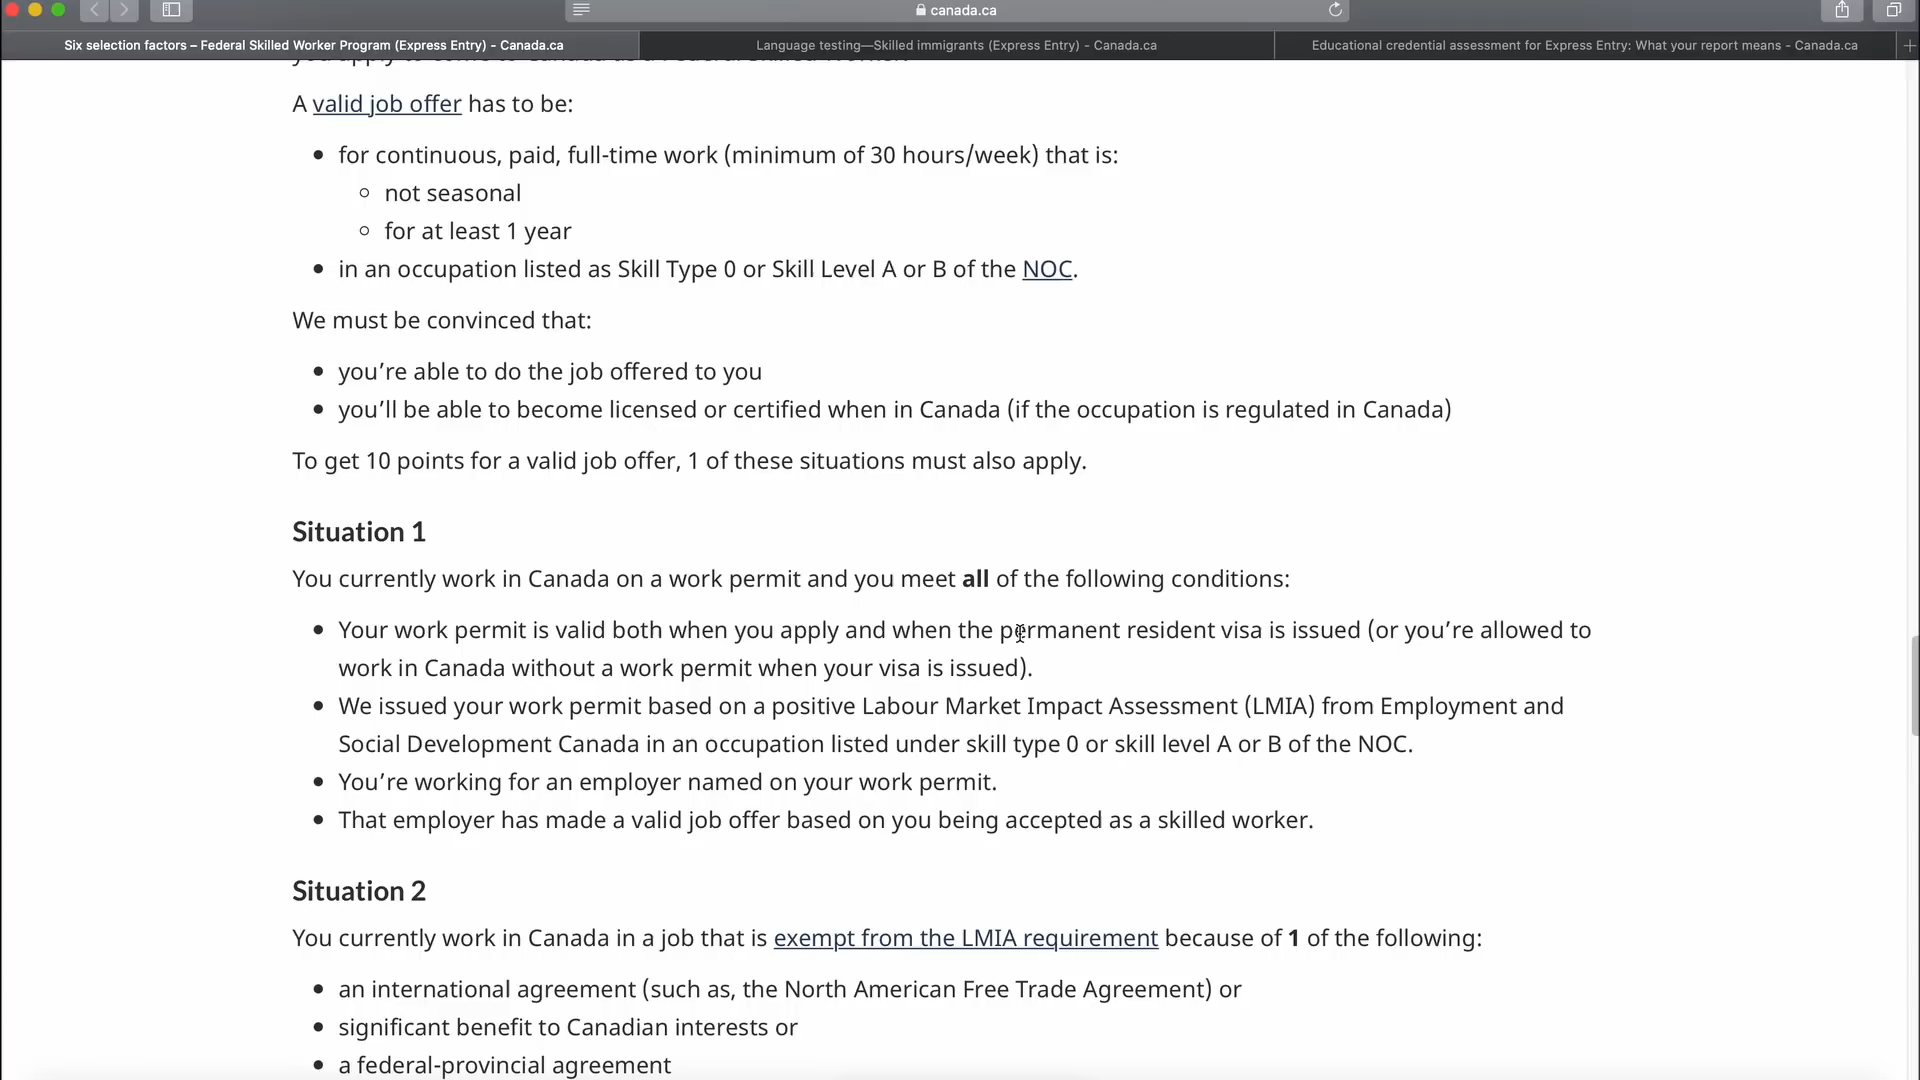 canada.ca
Six selection factors – Federal Skilled Worker Program (Express Entry) - Canada.ca
Language testing—Skilled immigrants (Express Entry) - Canada.ca
Educational credential assessment for Express Entry: What your report means - Canada.ca
A valid job offer has to be:
for continuous, paid, full-time work (minimum of 30 hours/week) that is:
not seasonal
for at least 1 year
in an occupation listed as Skill Type 0 or Skill Level A or B of the NOC.
We must be convinced that:
you’re able to do the job offered to you
you’ll be able to become licensed or certified when in Canada (if the occupation is regulated in Canada)
To get 10 points for a valid job offer, 1 of these situations must also apply.
Situation 1
You currently work in Canada on a work permit and you meet all of the following conditions:
Your work permit is valid both when you apply and when the permanent resident visa is issued (or you’re allowed to
work in Canada without a work permit when your visa is issued).
We issued your work permit based on a positive Labour Market Impact Assessment (LMIA) from Employment and
Social Development Canada in an occupation listed under skill type 0 or skill level A or B of the NOC.
You’re working for an employer named on your work permit.
That employer has made a valid job offer based on you being accepted as a skilled worker.
Situation 2
You currently work in Canada in a job that is exempt from the LMIA requirement because of 1 of the following:
an international agreement (such as, the North American Free Trade Agreement) or
significant benefit to Canadian interests or
a federal-provincial agreement